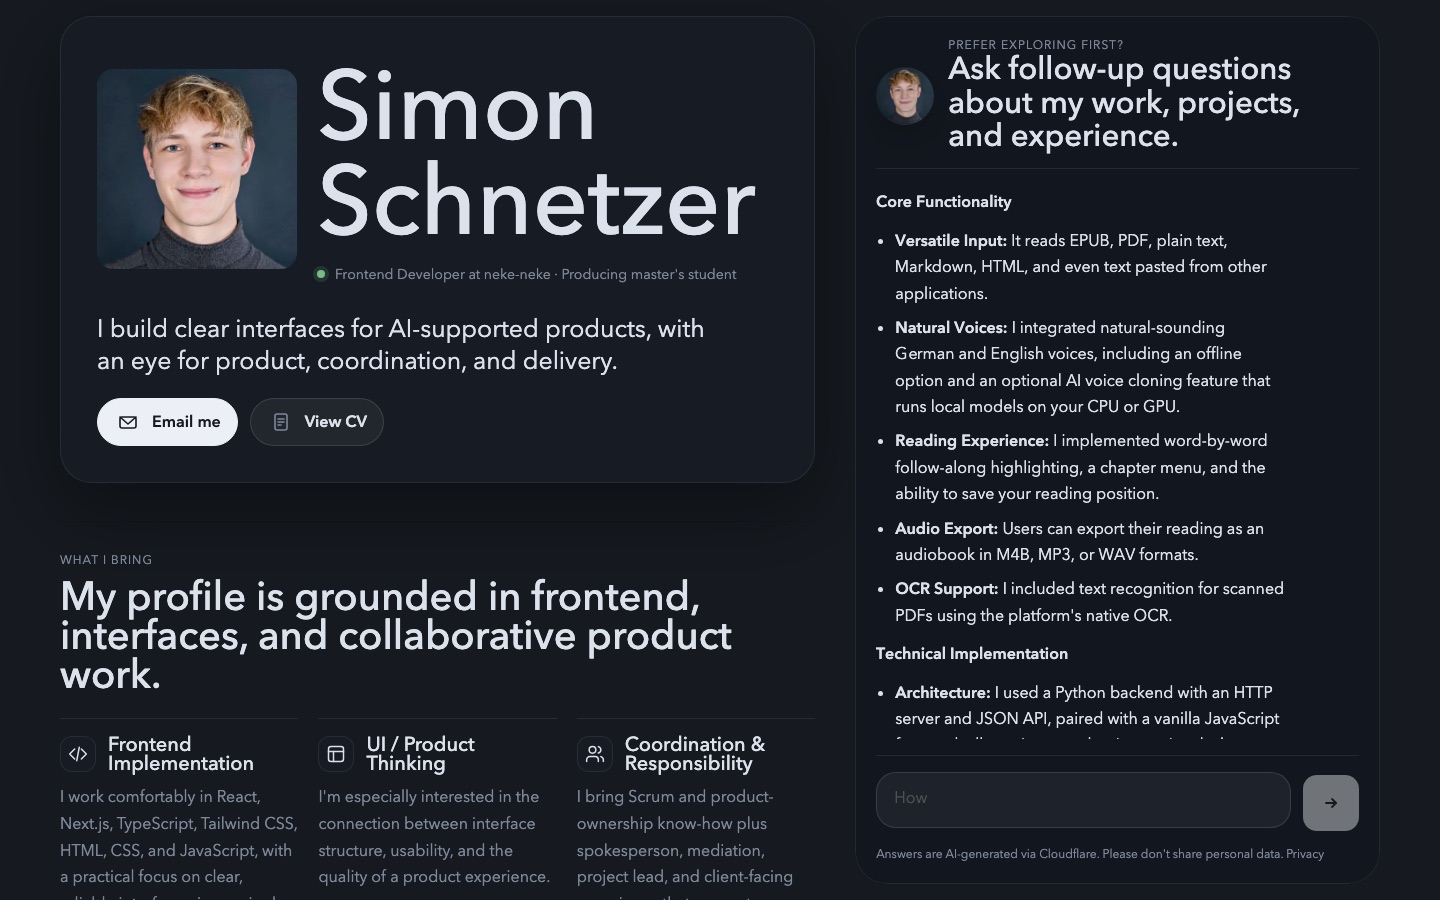 Simon
Schnetzer
Frontend Developer at neke-neke · Producing master's student
I build clear interfaces for AI-supported products, with
an eye for product, coordination, and delivery.
Email me
View CV
WHAT I BRING
My profile is grounded in frontend,
interfaces, and collaborative product
work.
Frontend
Implementation
I work comfortably in React,
Next.js, TypeScript, Tailwind CSS,
HTML, CSS, and JavaScript, with
a practical focus on clear,
UI / Product
Thinking
I'm especially interested in the
connection between interface
structure, usability, and the
quality of a product experience.
Coordination &
Responsibility
I bring Scrum and product-
ownership know-how plus
spokesperson, mediation,
project lead, and client-facing
PREFER EXPLORING FIRST?
Ask follow-up questions
about my work, projects,
and experience.
Core Functionality
• Versatile Input: It reads EPUB, PDF, plain text,
Markdown, HTML, and even text pasted from other
applications.
• Natural Voices: I integrated natural-sounding
German and English voices, including an offline
option and an optional AI voice cloning feature that
runs local models on your CPU or GPU.
• Reading Experience: I implemented word-by-word
follow-along highlighting, a chapter menu, and the
ability to save your reading position.
• Audio Export: Users can export their reading as an
audiobook in M4B, MP3, or WAV formats.
• OCR Support: I included text recognition for scanned
PDFs using the platform's native OCR.
Technical Implementation
• Architecture: I used a Python backend with an HTTP
server and JSON API, paired with a vanilla JavaScript
How
Answers are AI-generated via Cloudflare. Please don't share personal data. Privacy